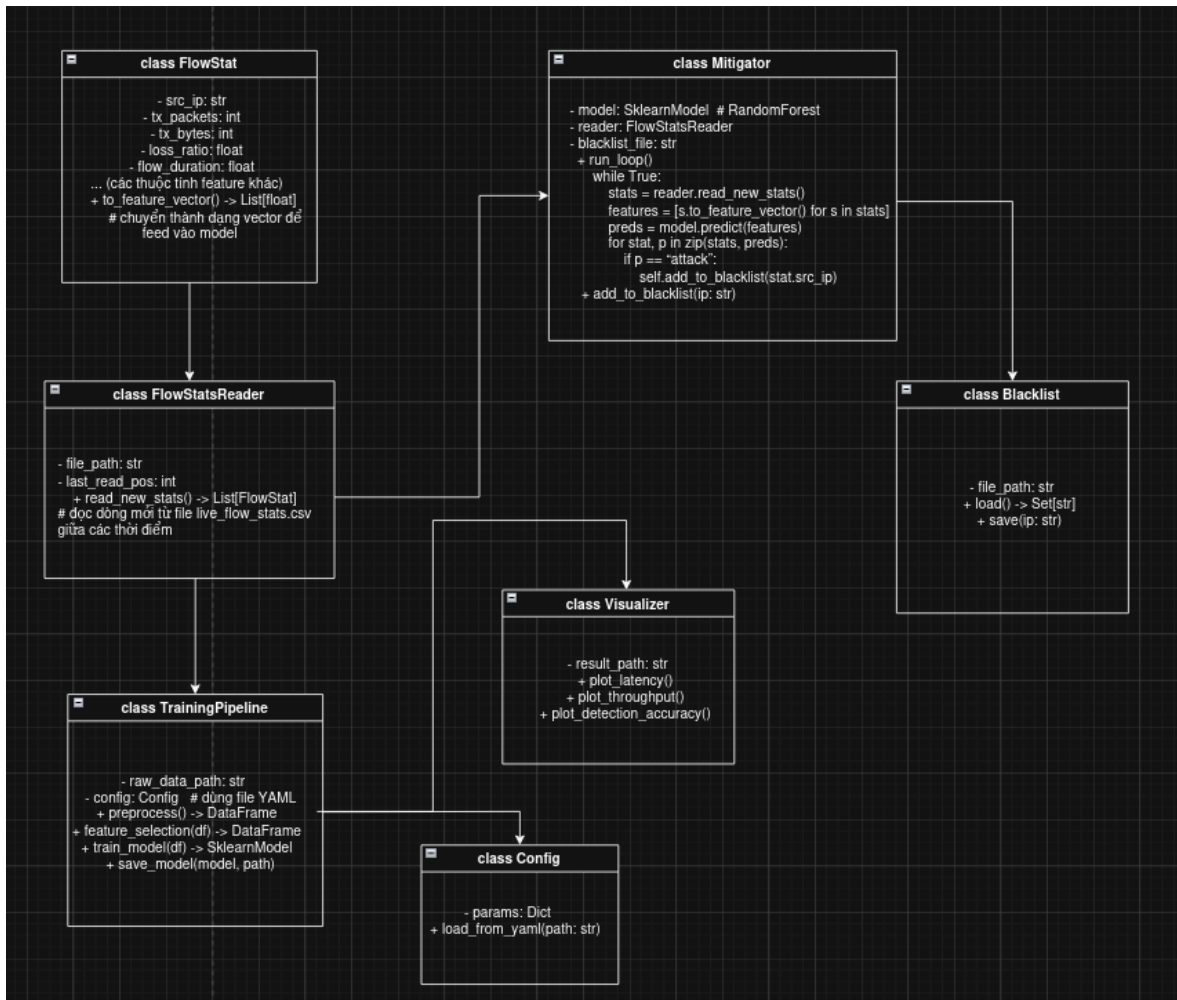 class FlowStat
- src_ip: str
- tx_packets: int
- tx_bytes: int
- loss_ratio: float
- flow_duration: float
... (các thuộc tính feature khác)
+ to_feature_vector() -> List[float]
# chuyển thành dạng vector để
feed vào model
class Mitigator
- model: SklearnModel # RandomForest
- reader: FlowStatsReader
- blacklist_file: str
+ run_loop()
while True:
stats = reader.read_new_stats()
features = [s.to_feature_vector() for s in stats]
preds = model.predict(features)
for stat, p in zip(stats, preds):
if p == “attack”:
self.add_to_blacklist(stat.src_ip)
+ add_to_blacklist(ip: str)
class FlowStatsReader
- file_path: str
- last_read_pos: int
+ read_new_stats() -> List[FlowStat]
# đọc dòng mới từ file live_flow_stats.csv
giữa các thời điểm
class Blacklist
- file_path: str
+ load() -> Set[str]
+ save(ip: str)
class Visualizer
- result_path: str
+ plot_latency()
+ plot_throughput()
+ plot_detection_accuracy()
class TrainingPipeline
- raw_data_path: str
- config: Config # dùng file YAML
+ preprocess() -> DataFrame
+ feature_selection(df) -> DataFrame
+ train_model(df) -> SklearnModel
+ save_model(model, path)
class Config
- params: Dict
+ load_from_yaml(path: str)